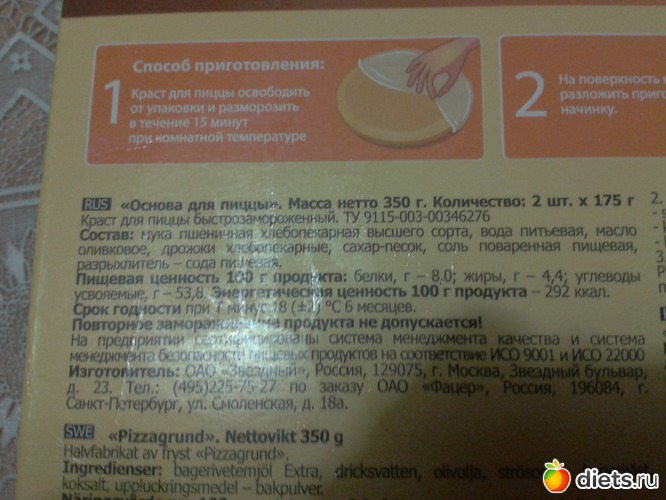 Способ приготовления:
1
Краст для пиццы освободить
от упаковки и разморозить
в течение 15 минут
при комнатной температуре
2
На поверхность
разложить
начинку.
RUS «Основа для пиццы». Масса нетто 350 г. Количество: 2 шт. х 175 г
Краст для пиццы быстрозамороженный. ТУ 9115-003-00346276
Состав: мука пшеничная хлебопекарная высшего сорта, вода питьевая, масло
оливковое, дрожжи хлебопекарные, сахар-песок, соль поваренная пищевая,
разрыхлитель – сода пищевая.
Пищевая ценность 100 г продукта: белки, г – 8.0; жиры, г – 4,4; углеводы
усвояемые, г – 53,8. Энергетическая ценность 100 г продукта – 292 ккал.
Срок годности при минус 18 (±2) °С 6 месяцев.
Повторное замораживание продукта не допускается!
На предприятии сертифицированы система менеджмента качества и система
менеджмента безопасности пищевых продуктов на соответствие ИСО 9001 и ИСО 22000
Изготовитель: ОАО «Звездный», Россия, 129075, г. Москва, Звездный бульвар,
д. 23. Тел.: (495)225-75-27 по заказу ОАО «Фацер», Россия, 196084, г.
Санкт-Петербург, ул. Смоленская, д. 18а.
SWE «Pizzagrund». Nettovikt 350 g
Halvfabrikat av fryst «Pizzagrund».
Ingredienser: bagerivetemjöl Extra, dricksvatten, olivolja,
koksalt, uppluckringsmedel – bakpulver.
diets.ru